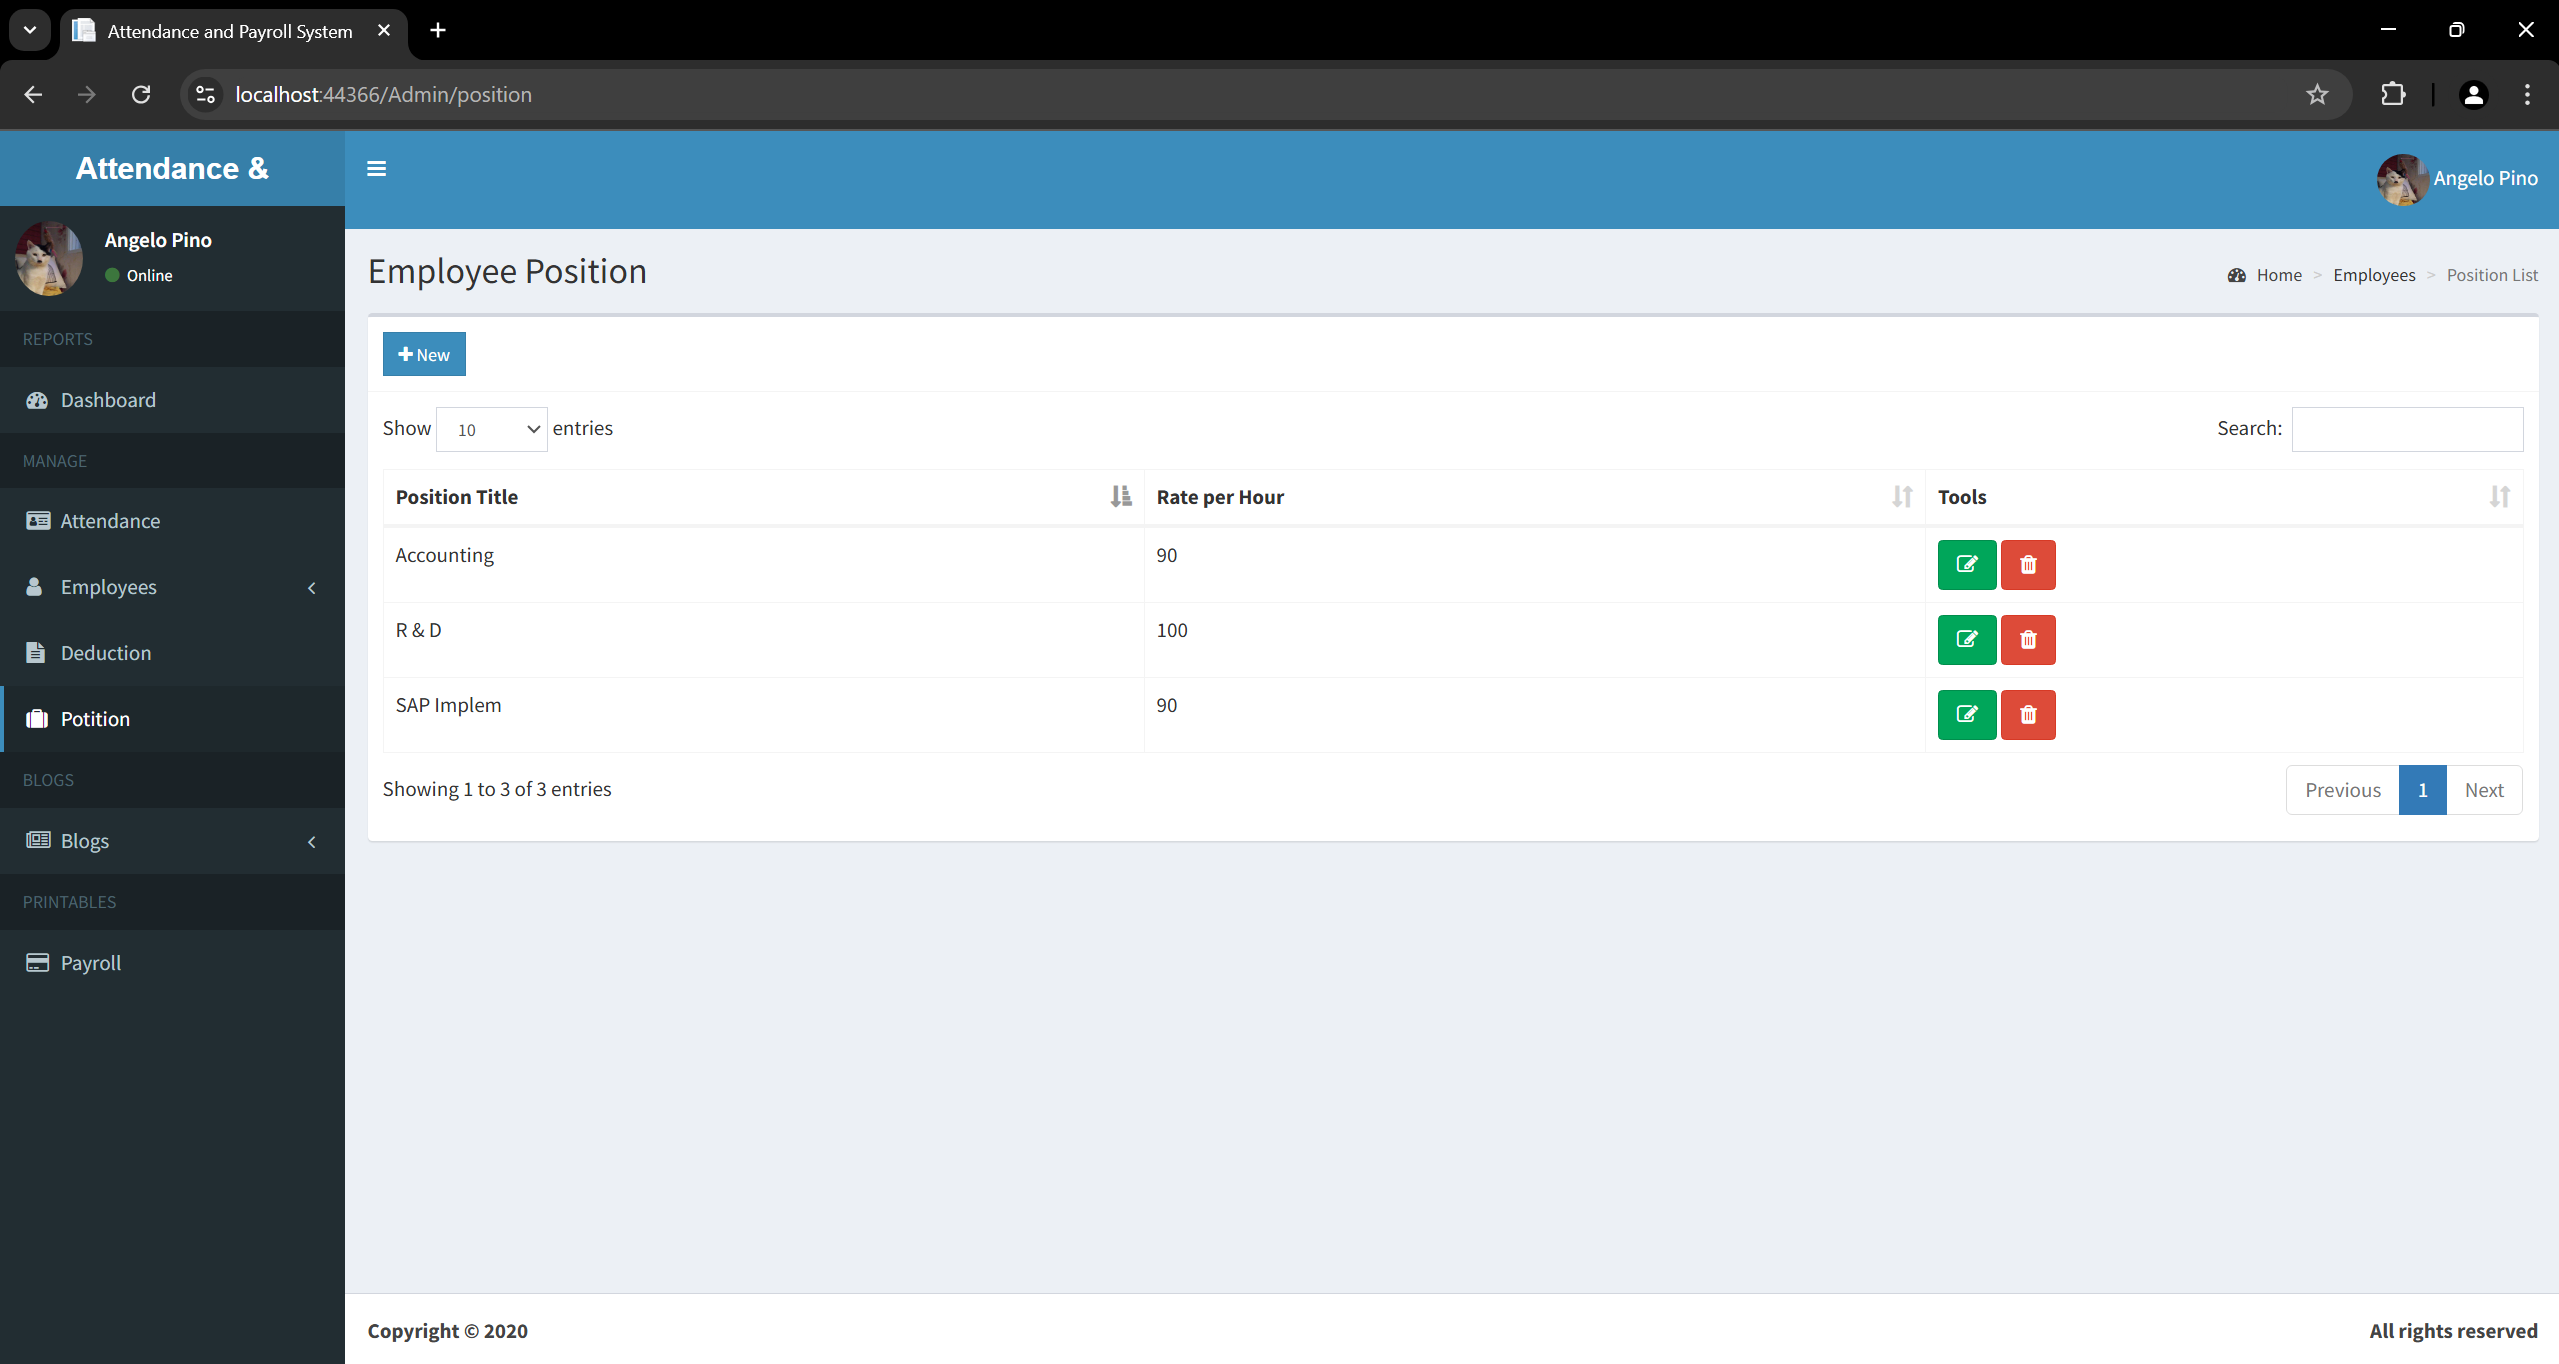 Attendance and Payroll System
localhost:44366/Admin/position
Attendance &
Angelo Pino
Angelo Pino
Online
REPORTS
Dashboard
MANAGE
Attendance
Employees
Deduction
Potition
BLOGS
Blogs
PRINTABLES
Payroll
Employee Position
Home > Employees > Position List
New
Show 10 entries
Search:
Position Title Rate per Hour Tools
Accounting 90
R & D 100
SAP Implem 90
Showing 1 to 3 of 3 entries
Previous 1 Next
Copyright © 2020
All rights reserved